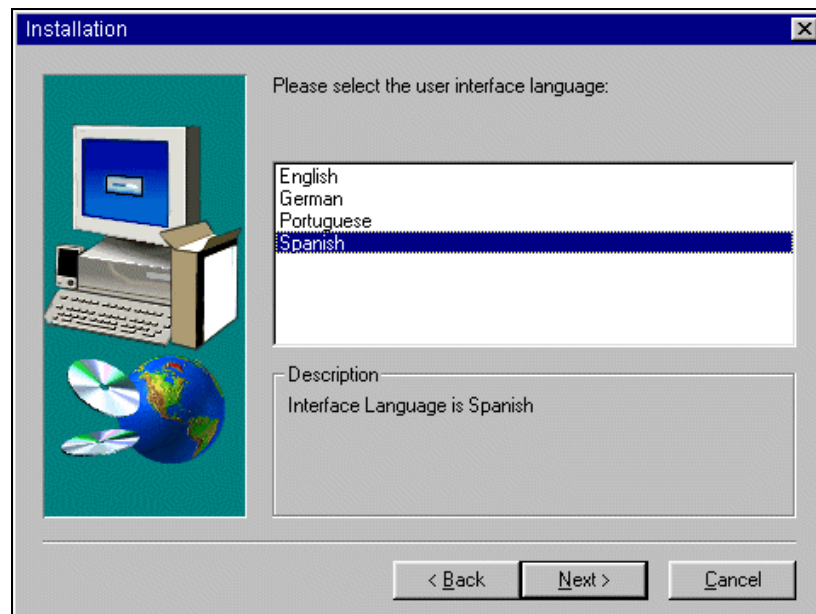 Installation
Please select the user interface language:
English
German
Portuguese
Spanish
Description
Interface Language is Spanish
< Back
Next >
Cancel